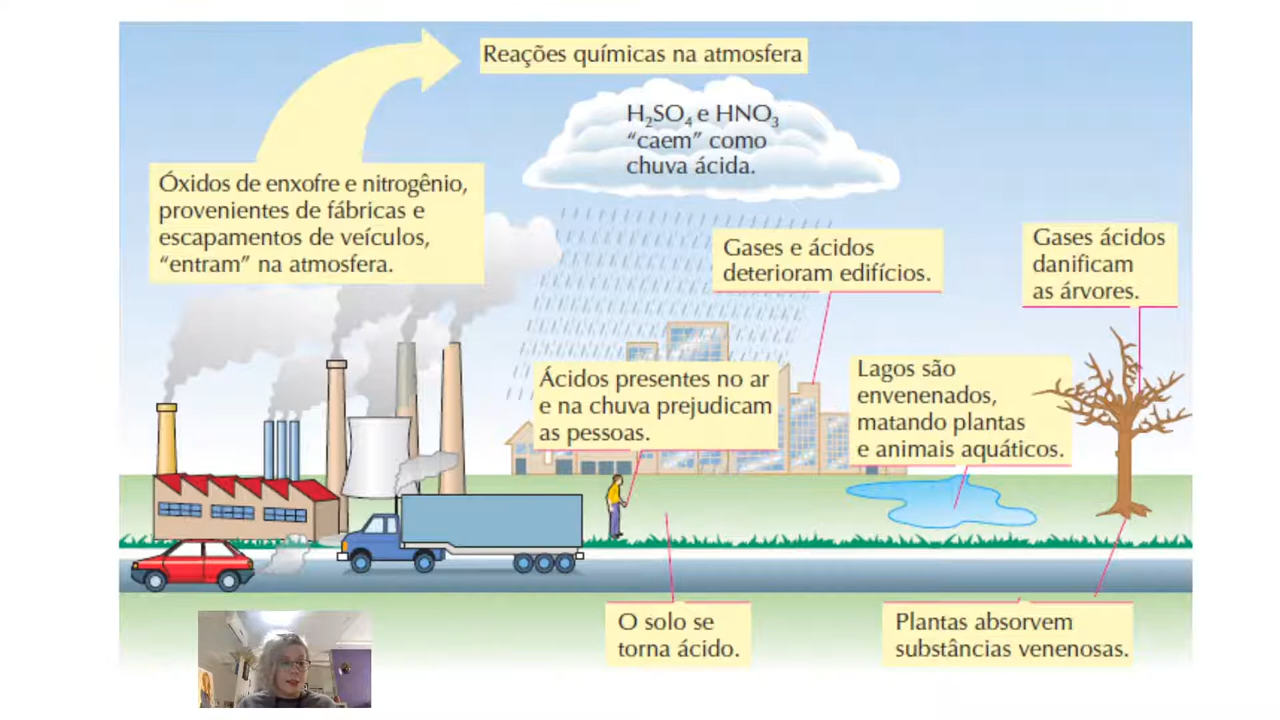 Reações químicas na atmosfera
H₂SO₄ e HNO₃
“caem” como
chuva ácida.
Óxidos de enxofre e nitrogênio,
provenientes de fábricas e
escapamentos de veículos,
“entram” na atmosfera.
Gases e ácidos
deterioram edifícios.
Gases ácidos
danificam
as árvores.
Ácidos presentes no ar
e na chuva prejudicam
as pessoas.
Lagos são
envenenados,
matando plantas
e animais aquáticos.
O solo se
torna ácido.
Plantas absorvem
substâncias venenosas.